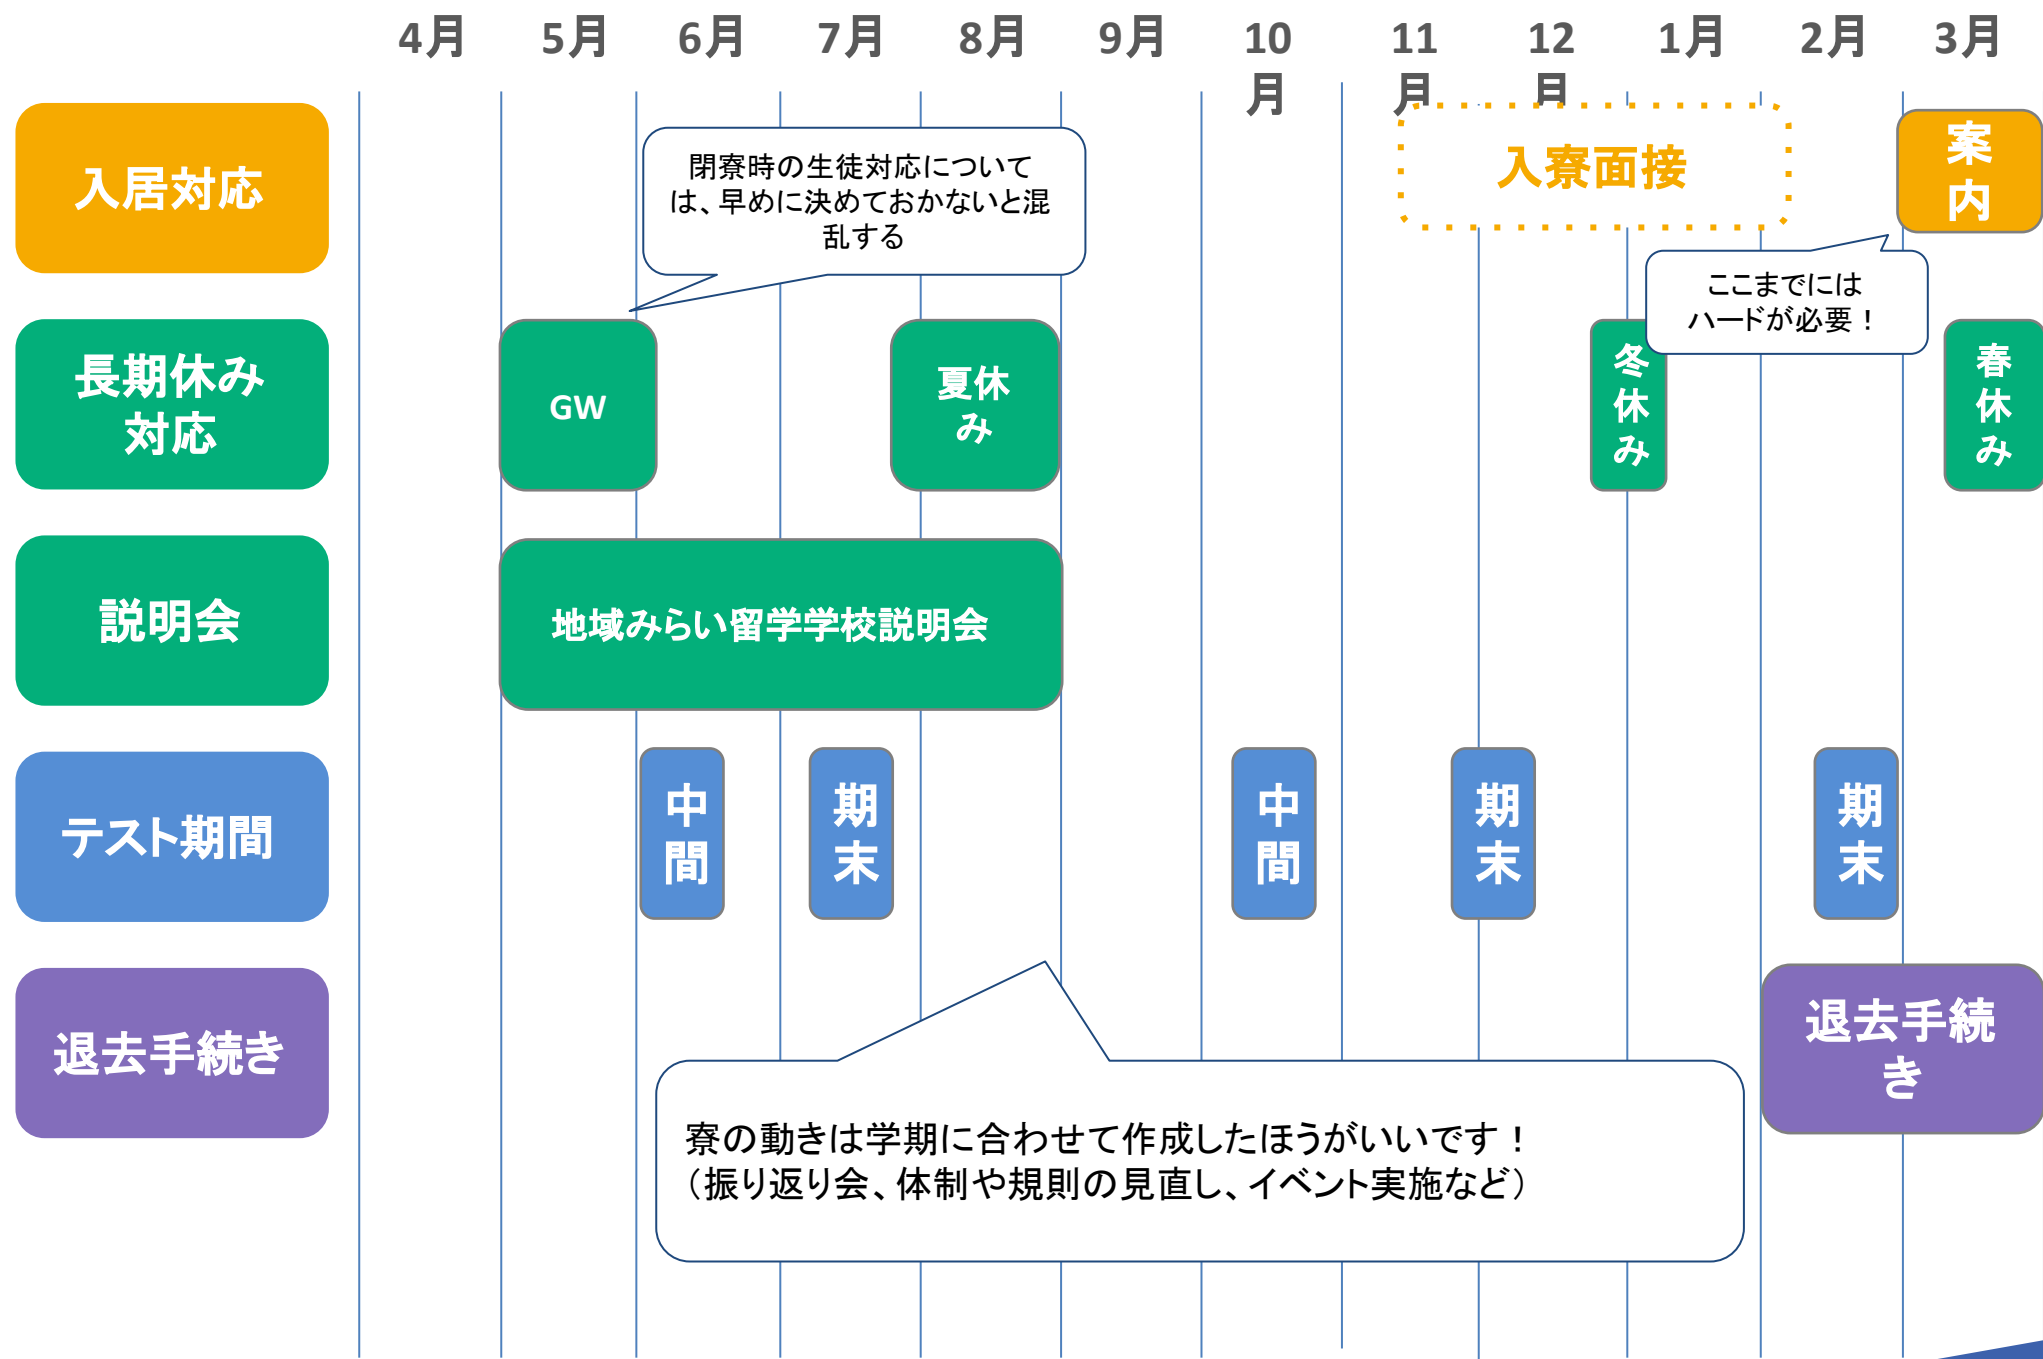 4月 5月 6月 7月 8月 9月 10 11 12 1月 2月 3月
月 月 月
入居対応
閉寮時の生徒対応について
は、早めに決めておかないと混
乱する
入寮面接
案
内
ここまでには
ハードが必要！
長期休み
対応
GW
夏休
み
冬
休
み
春
休
み
説明会
地域みらい留学学校説明会
テスト期間
中
間
期
末
中
間
期
末
期
末
退去手続き
退去手続
き
寮の動きは学期に合わせて作成したほうがいいです！
（振り返り会、体制や規則の見直し、イベント実施など）